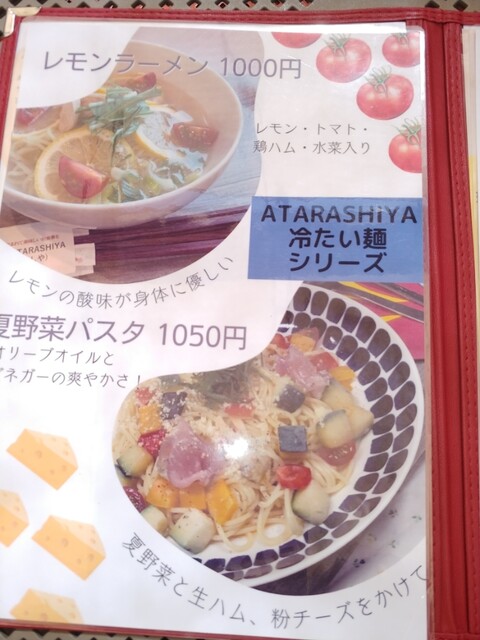 レモンラーメン 1000円
レモン・トマト・
鶏ハム・水菜入り
ATARASHIYA
冷たい麺
シリーズ
レモンの酸味が身体に優しい
夏野菜パスタ 1050円
オリーブオイルと
ネガーの爽やかさ！
夏野菜と生ハム、粉チーズをかけて